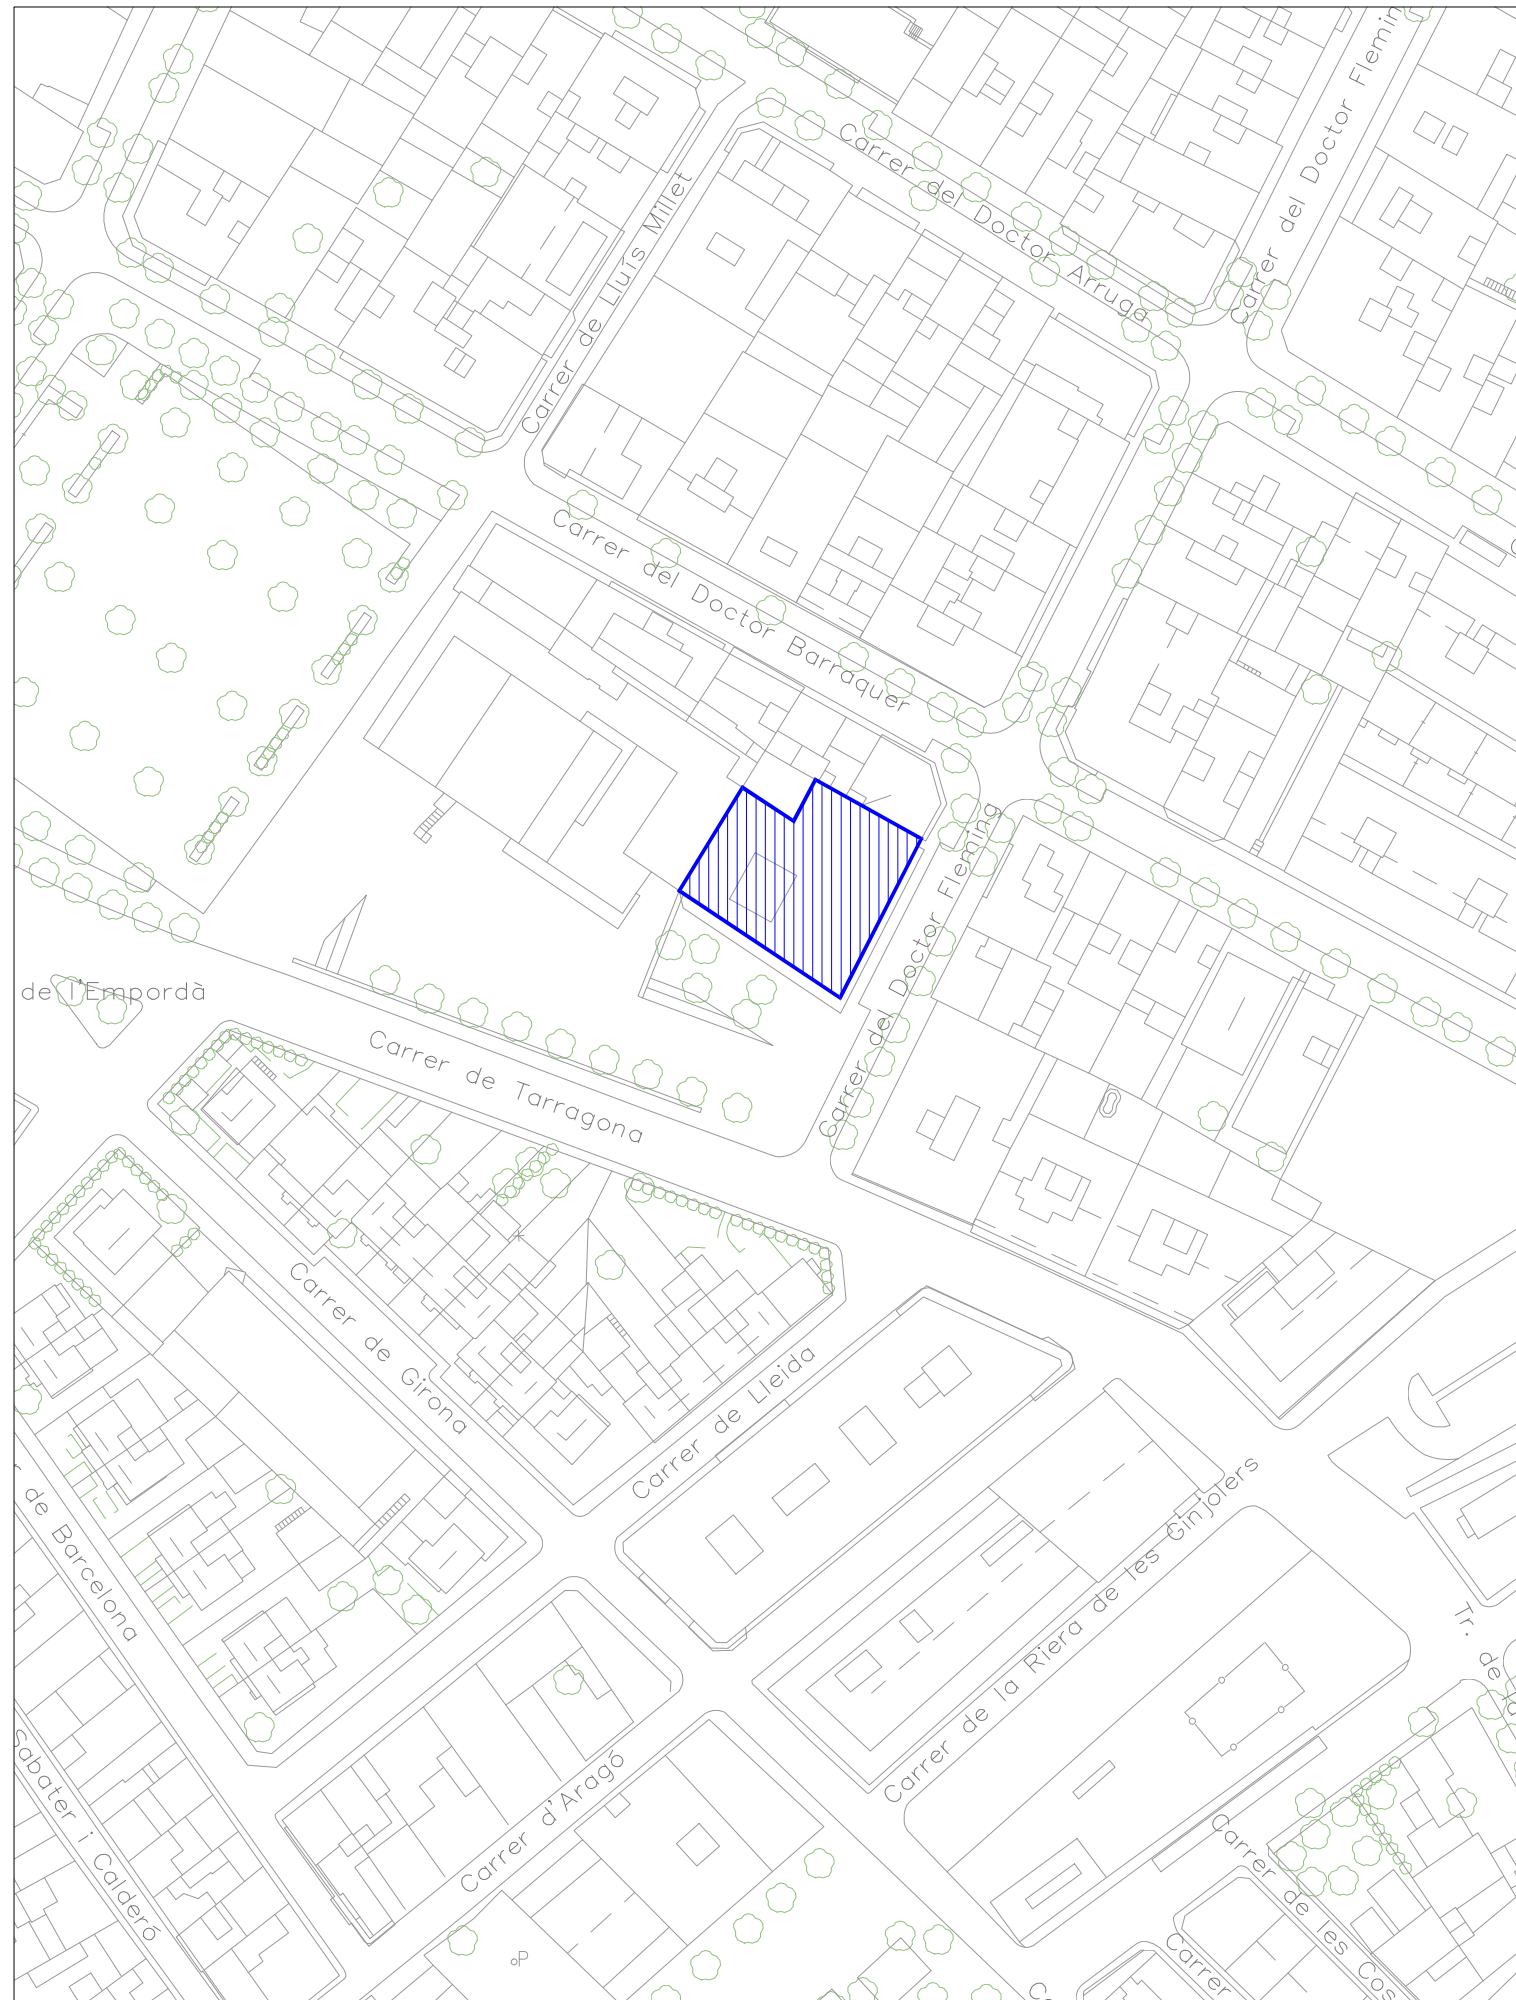 Carrer del Doctor Fleming
Carrer del Doctor Arruga
Carrer de Lluís Millet
Carrer del Doctor Barraquer
Carrer del Doctor Fleming
de l'Empordà
Carrer de Tarragona
Carrer de Girona
Carrer de Lleida
de Barcelona
Carrer de la Riera de les Ginjolers
Tr. de
Carrer d'Aragó
Sabater i Calderó
Carrer de les Cos
Carrer
P